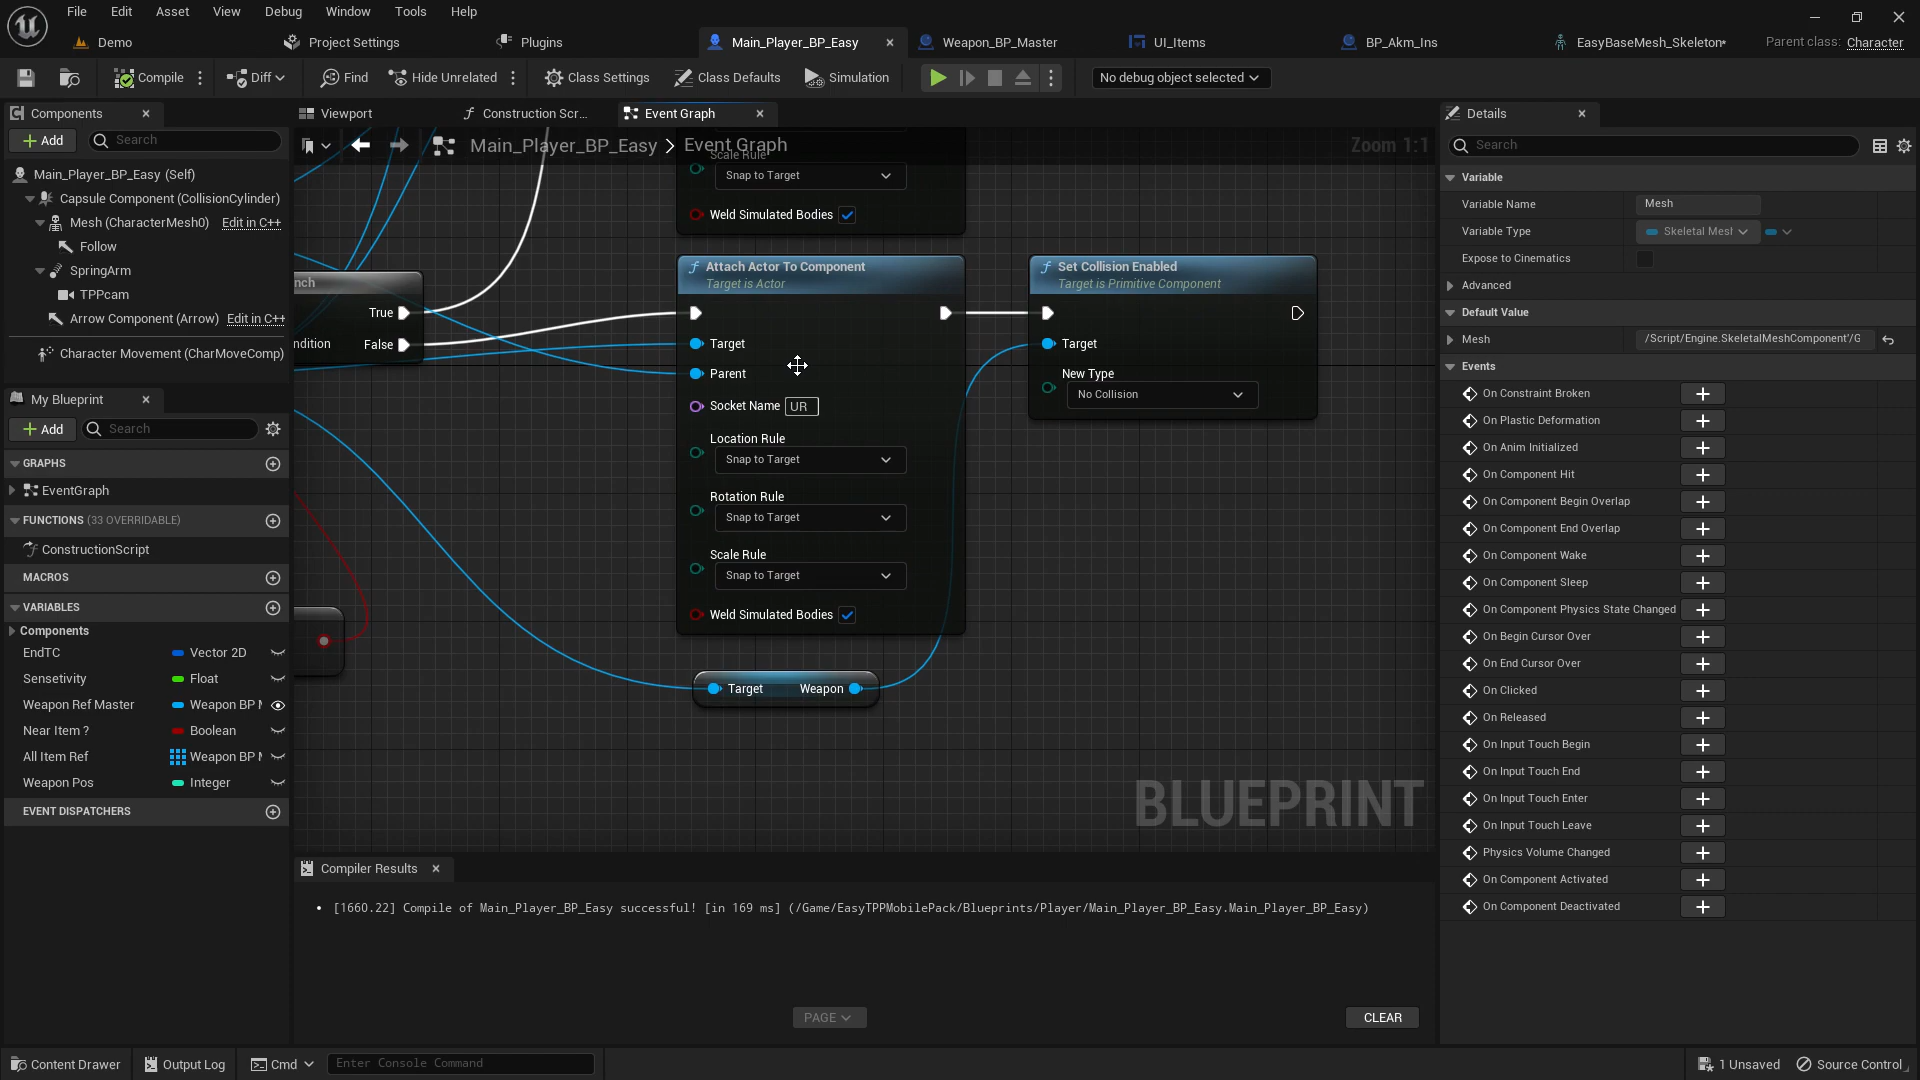 File Edit Asset View Debug Window Tools Help
Demo Project Settings Plugins Main_Player_BP_Easy Weapon_BP_Master UI_Items BP_Akm_Ins EasyBaseMesh_Skeleton* Parent class: Character
Compile Diff Find Hide Unrelated Class Settings Class Defaults Simulation No debug object selected
Components
Add Search
Main_Player_BP_Easy (Self)
Capsule Component (CollisionCylinder)
Mesh (CharacterMesh0) Edit in C++
Follow
SpringArm
TPPcam
Arrow Component (Arrow) Edit in C++
Character Movement (CharMoveComp)
My Blueprint
Add Search
GRAPHS
EventGraph
FUNCTIONS (33 OVERRIDABLE)
ConstructionScript
MACROS
VARIABLES
Components
EndTC Vector 2D
Sensetivity Float
Weapon Ref Master Weapon BP
Near Item ? Boolean
All Item Ref Weapon BP
Weapon Pos Integer
EVENT DISPATCHERS
Viewport Construction Scr... Event Graph
Main_Player_BP_Easy > Event Graph
Zoom 1:1
Scale Rule
Snap to Target
Weld Simulated Bodies
nch
True
ndition False
Attach Actor To Component
Target is Actor
Target
Parent
Socket Name UR
Location Rule
Snap to Target
Rotation Rule
Snap to Target
Scale Rule
Snap to Target
Weld Simulated Bodies
Set Collision Enabled
Target is Primitive Component
Target
New Type
No Collision
Target Weapon
BLUEPRINT
Compiler Results
[1660.22] Compile of Main_Player_BP_Easy successful! [in 169 ms] (/Game/EasyTPPMobilePack/Blueprints/Player/Main_Player_BP_Easy.Main_Player_BP_Easy)
PAGE CLEAR
Details
Search
Variable
Variable Name Mesh
Variable Type Skeletal Mesh
Expose to Cinematics
Advanced
Default Value
Mesh /Script/Engine.SkeletalMeshComponent'/G
Events
On Constraint Broken
On Plastic Deformation
On Anim Initialized
On Component Hit
On Component Begin Overlap
On Component End Overlap
On Component Wake
On Component Sleep
On Component Physics State Changed
On Begin Cursor Over
On End Cursor Over
On Clicked
On Released
On Input Touch Begin
On Input Touch End
On Input Touch Enter
On Input Touch Leave
Physics Volume Changed
On Component Activated
On Component Deactivated
Content Drawer Output Log Cmd Enter Console Command 1 Unsaved Source Control